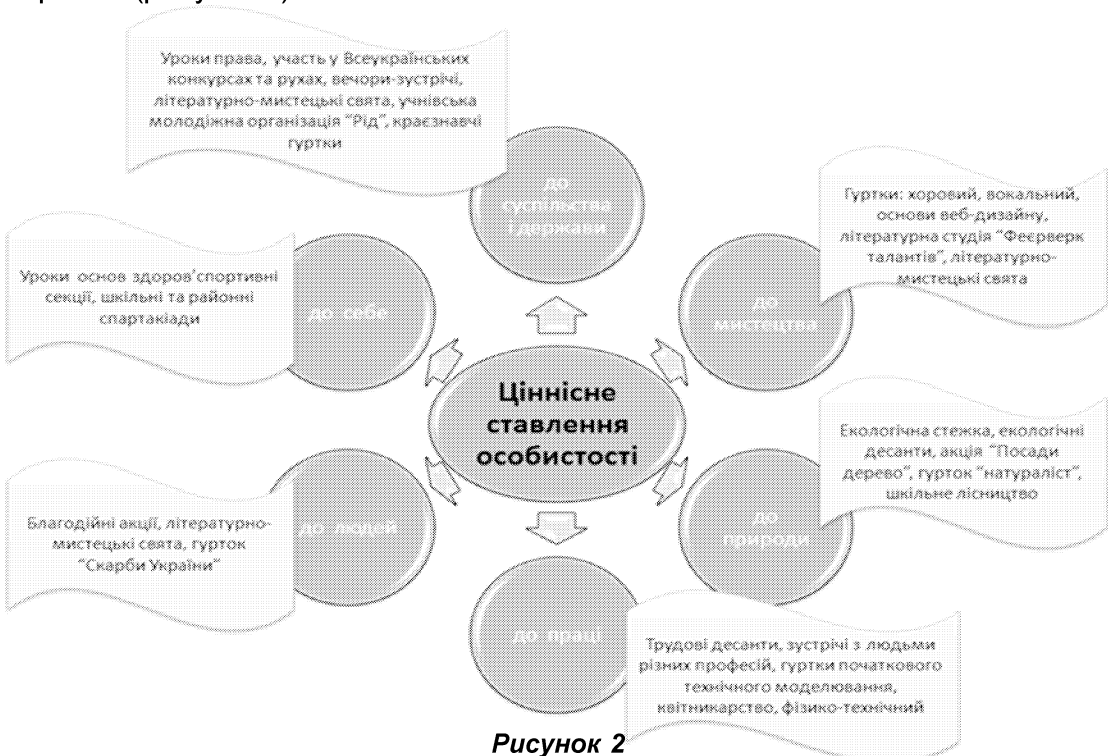 Уроки права, участь у Всеукраїнських
конкурсах та рухах, вечори-зустрічі,
літературно-мистецькі свята, учнівська
молодіжна організація "Рід", краєзнавчі
гуртки
до
суспільства
і держави
Гуртки: хоровий, вокальний,
основи веб-дизайну,
літературна студія "Феєрверк
талантів", літературно-
мистецькі свята
до
мистецтва
Уроки основ здоров'спортивні
секції, шкільні та районні
спартакіади
до себе
Ціннісне
ставлення
особистості
Екологічна стежка, екологічні
десанти, акція "Посади
дерево", гурток "натураліст",
шкільне лісництво
до
природи
Благодійні акції, літературно-
мистецькі свята, гурток
"Скарби України"
до людей
до праці
Трудові десанти, зустрічі з людьми
різних професій, гуртки початкового
технічного моделювання,
квітникарство, фізико-технічний
Рисунок 2